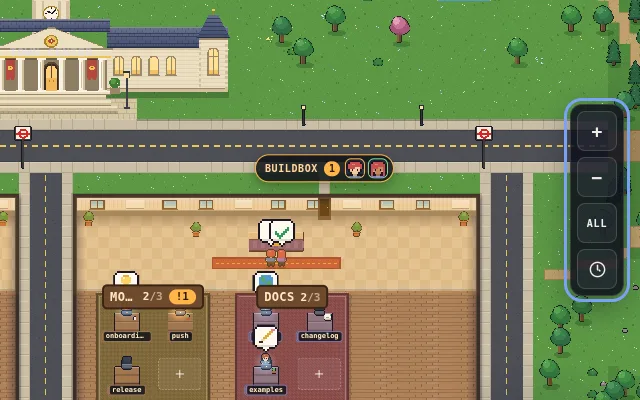 +
−
ALL
BUILDBOX 1
MO… 2/3 !1
DOCS 2/3
onboardi…
push
changelog
release
+
examples
+